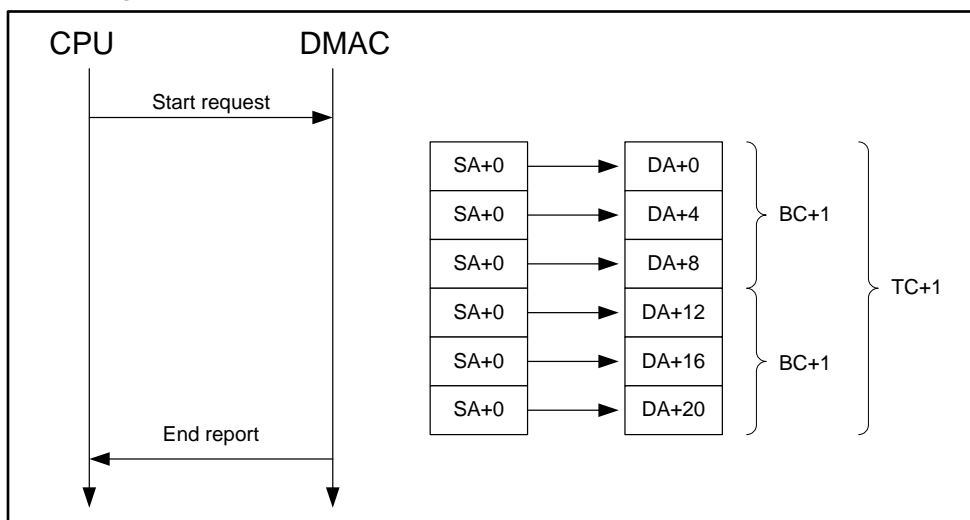 CPU DMAC
Start request
SA+0 DA+0
SA+0 DA+4 BC+1
SA+0 DA+8
TC+1
SA+0 DA+12
SA+0 DA+16 BC+1
SA+0 DA+20
End report